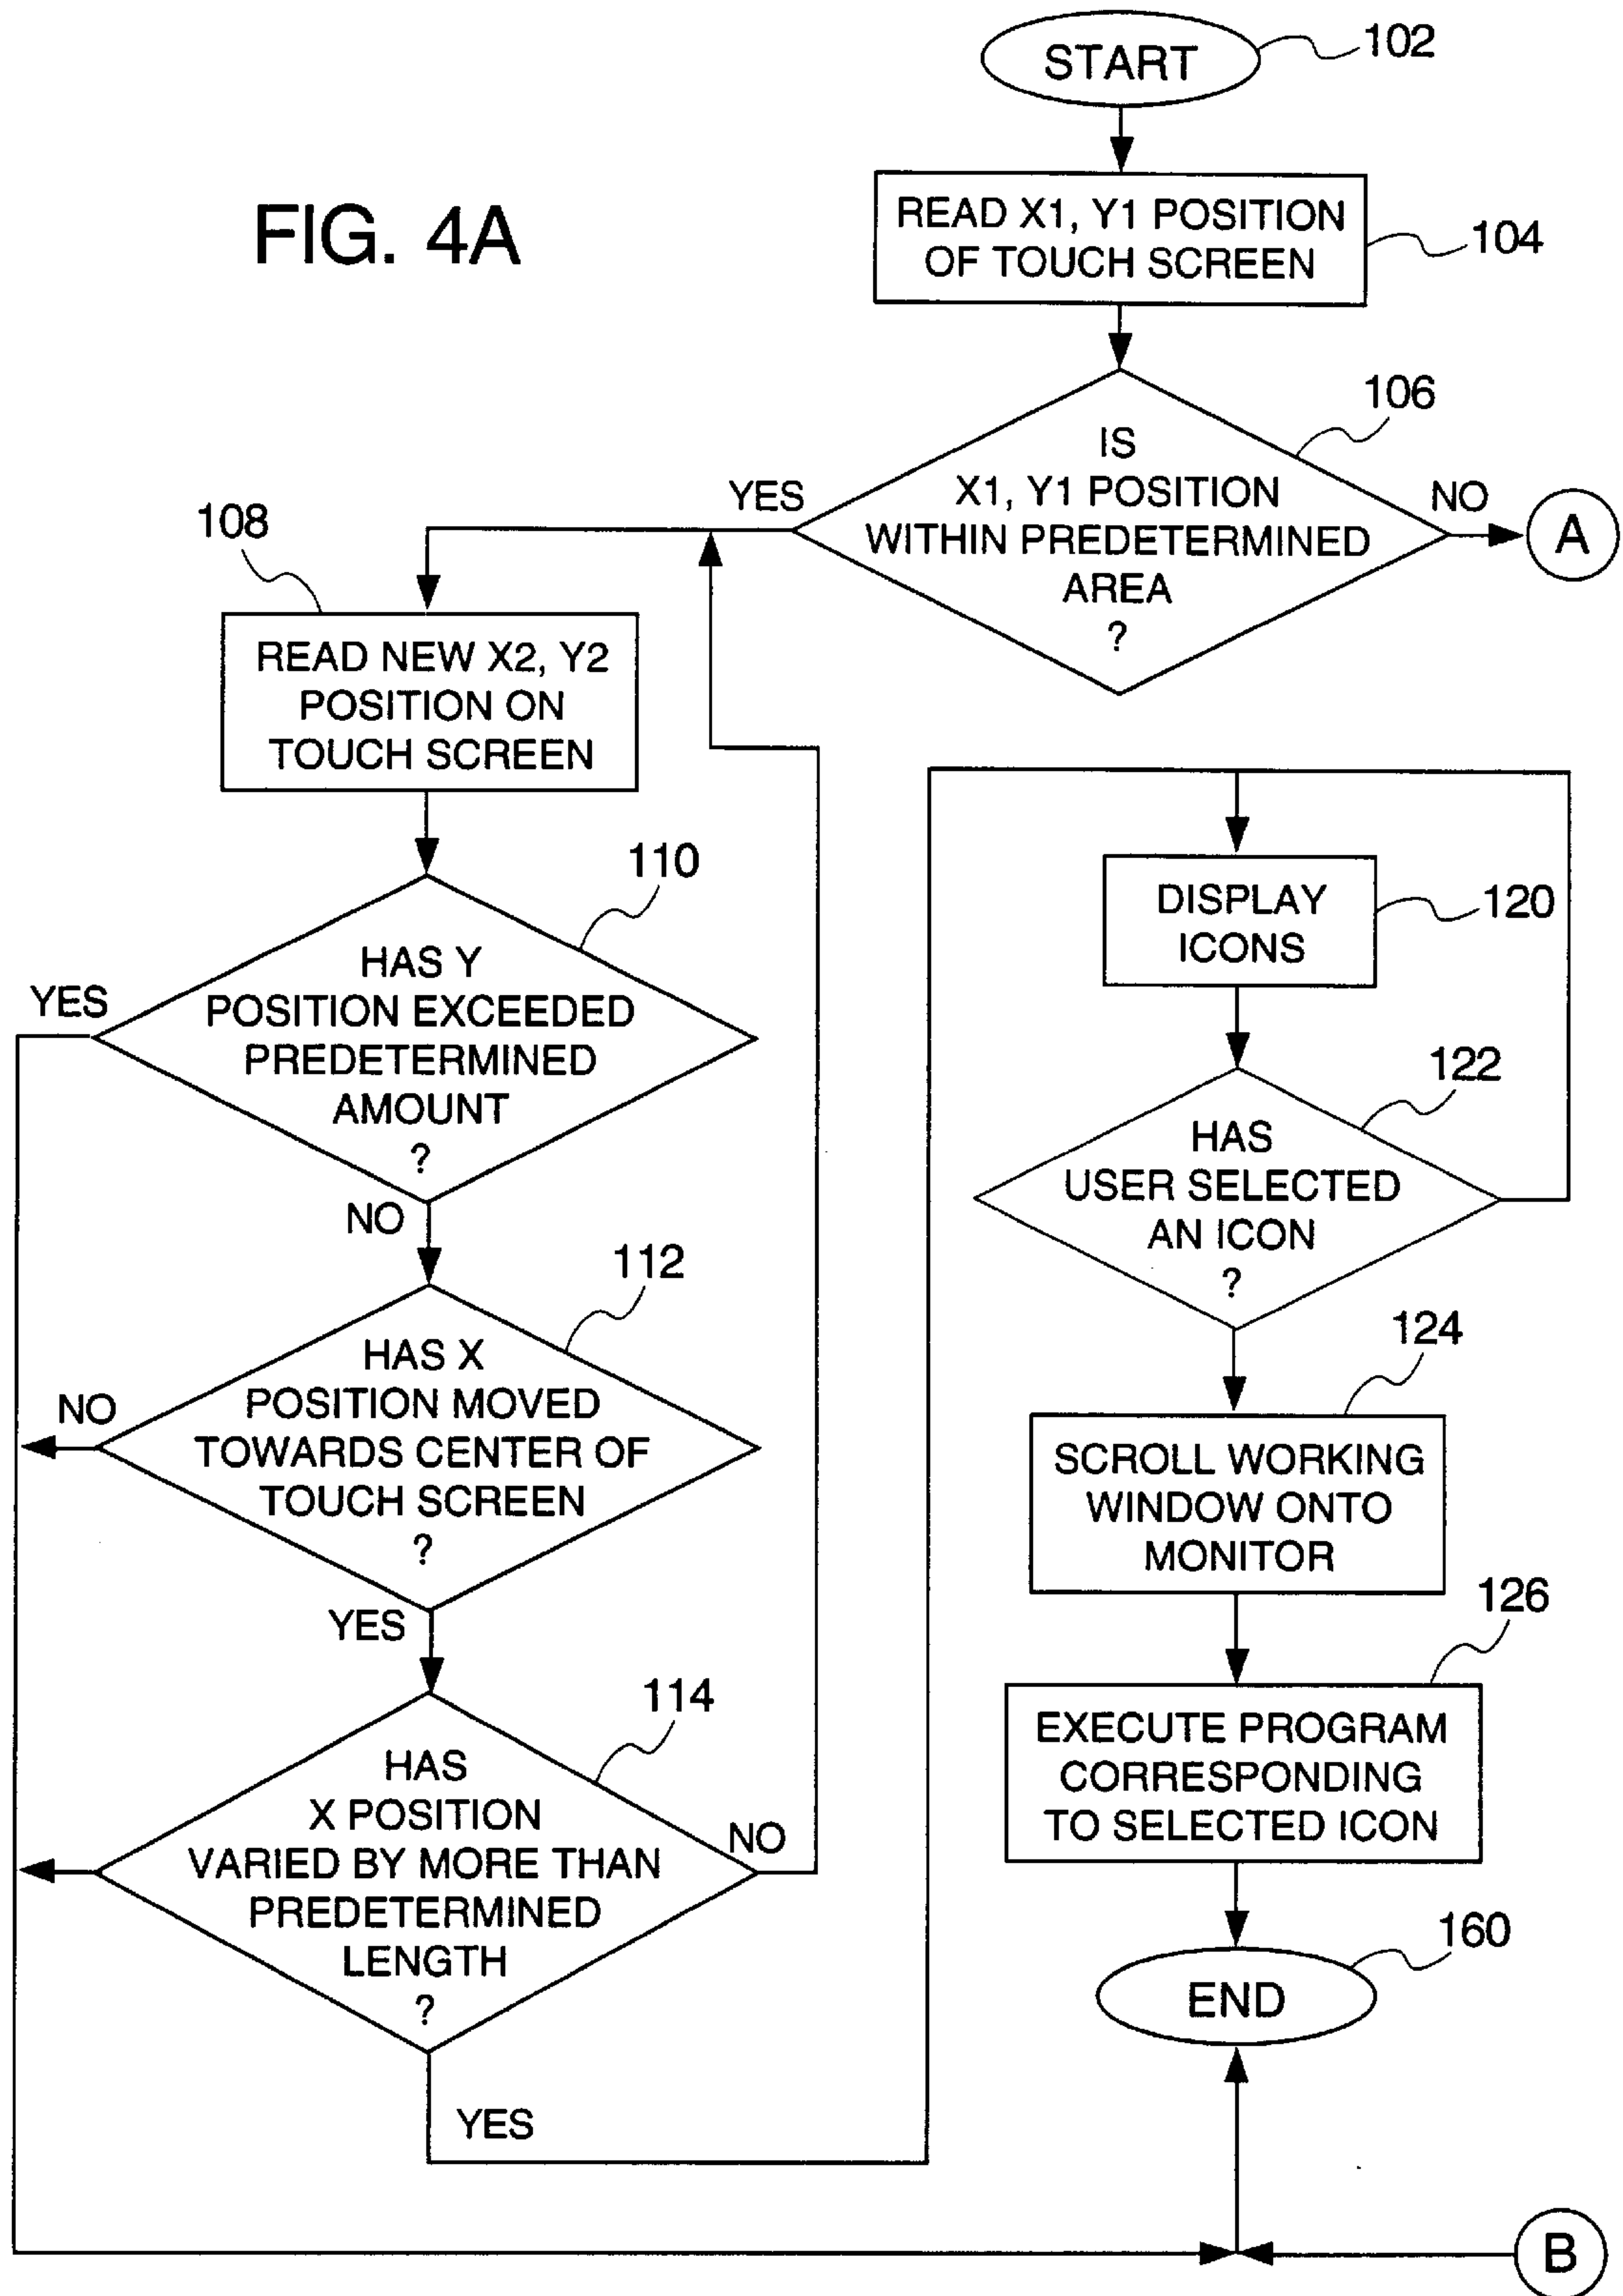 FIG. 4A
START
102
READ X1, Y1 POSITION
OF TOUCH SCREEN
104
106
IS
X1, Y1 POSITION
WITHIN PREDETERMINED
AREA
?
YES
NO
A
108
READ NEW X2, Y2
POSITION ON
TOUCH SCREEN
110
HAS Y
POSITION EXCEEDED
PREDETERMINED
AMOUNT
?
YES
NO
112
HAS X
POSITION MOVED
TOWARDS CENTER OF
TOUCH SCREEN
?
NO
YES
114
HAS
X POSITION
VARIED BY MORE THAN
PREDETERMINED
LENGTH
?
NO
YES
DISPLAY
ICONS
120
122
HAS
USER SELECTED
AN ICON
?
124
SCROLL WORKING
WINDOW ONTO
MONITOR
126
EXECUTE PROGRAM
CORRESPONDING
TO SELECTED ICON
160
END
B